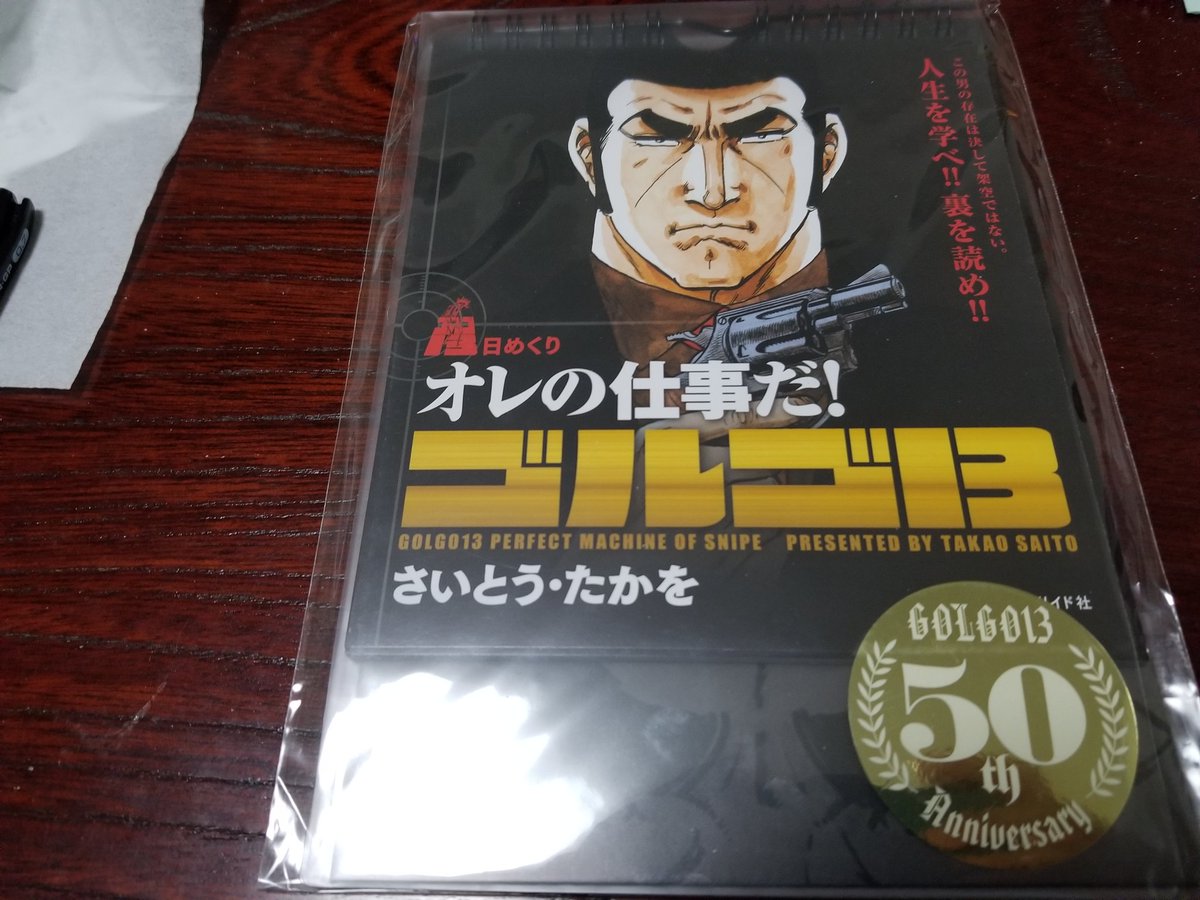 この男の存在は決して架空ではない。
人生を学べ!! 裏を読め!!
日めくり
オレの仕事だ!
ゴルゴ13
GOLGO13 PERFECT MACHINE OF SNIPE PRESENTED BY TAKAO SAITO
さいとう・たかを
イド社
GOLGO13
50
th
Anniversary